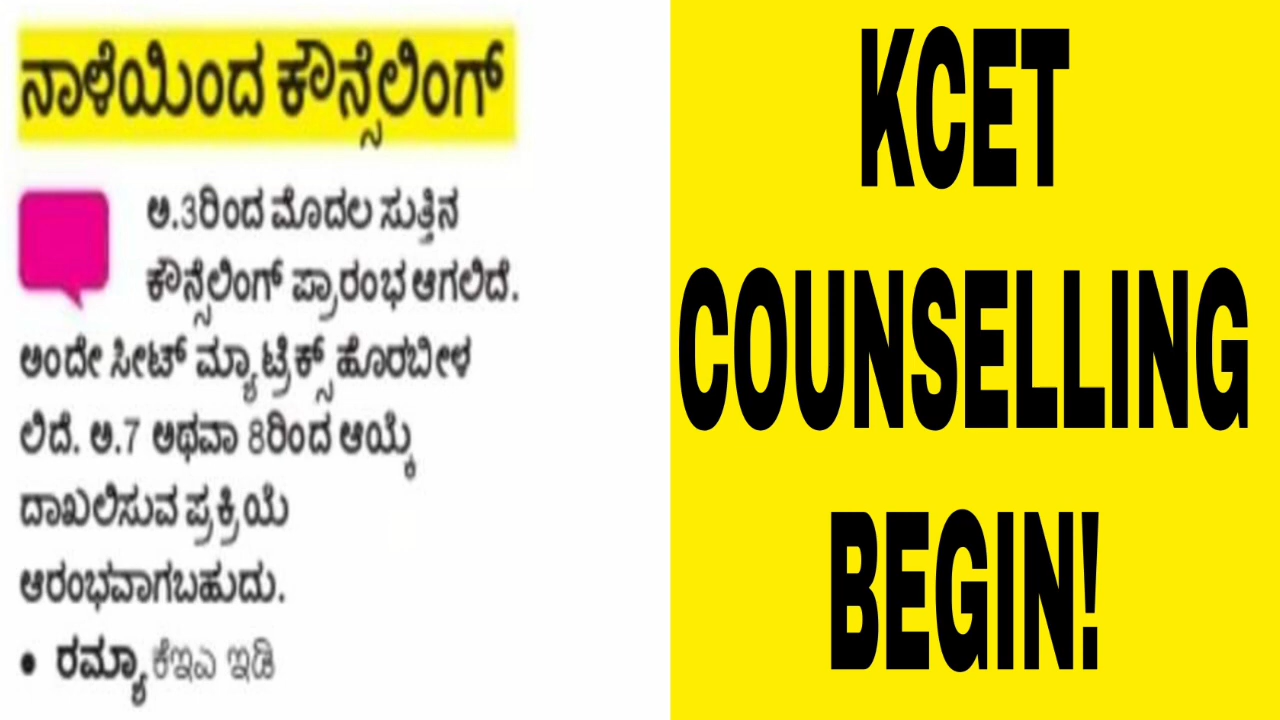 ನಾಳೆಯಿಂದ ಕೌನ್ಸೆಲಿಂಗ್
ಅ.3ರಿಂದ ಮೊದಲ ಸುತ್ತಿನ
ಕೌನ್ಸೆಲಿಂಗ್ ಪ್ರಾರಂಭ ಆಗಲಿದೆ.
ಅಂದೇ ಸೀಟ್ ಮ್ಯಾಟ್ರಿಕ್ಸ್ ಹೊರಬೀಳ
ಲಿದೆ. ಅ.7 ಅಥವಾ 8ರಿಂದ ಆಯ್ಕೆ
ದಾಖಲಿಸುವ ಪ್ರಕ್ರಿಯೆ
ಆರಂಭವಾಗಬಹುದು.
• ರಮ್ಯಾ ಕೆಇಎ ಇಡಿ
KCET
COUNSELLING
BEGIN!